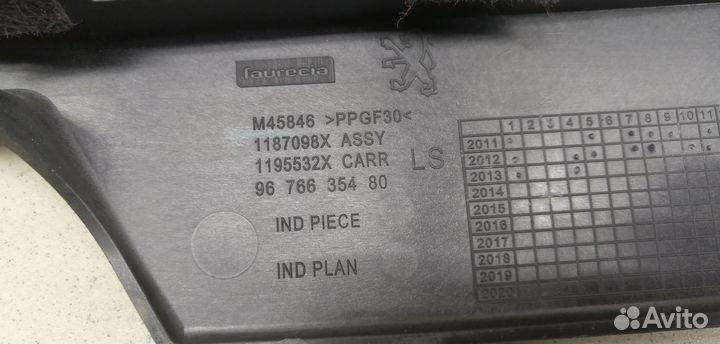 faurecia
M45846 >PPGF30<
1187098X ASSY
1195532X CARR
LS
96 766 354 80
IND PIECE
IND PLAN
1 2 3 4 5 6 7 8 9 10 11
2011
2012
2013
2014
2015
2016
2017
2018
2019
2020
Avito